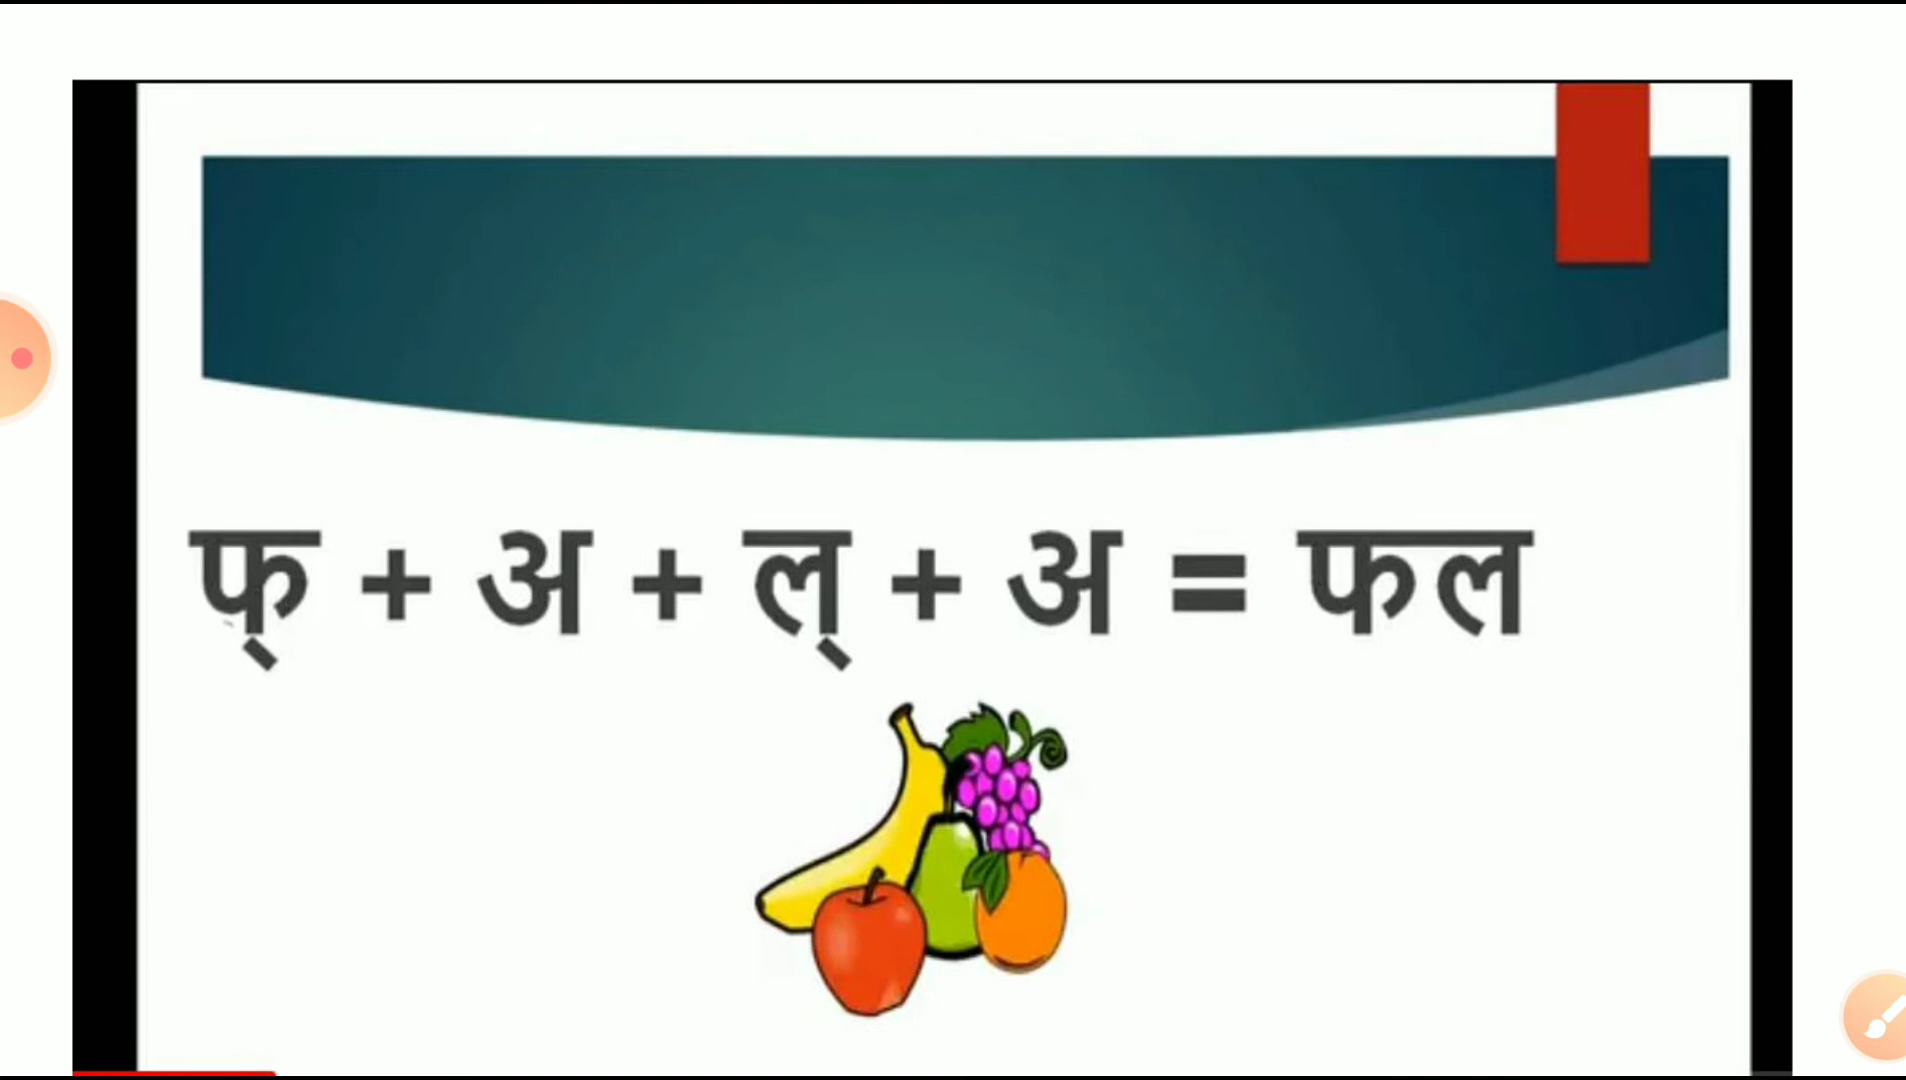 फ् + अ + ल् + अ = फल